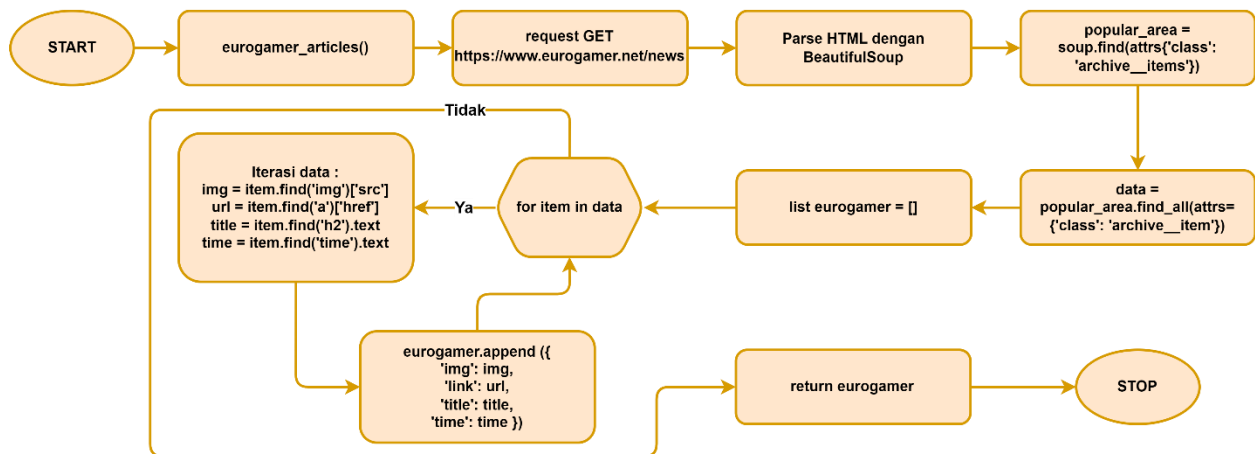 START
eurogamer_articles()
request GET
https://www.eurogamer.net/news
Parse HTML dengan
BeautifulSoup
popular_area =
soup.find(attrs{'class':
'archive__items'})
data =
popular_area.find_all(attrs=
{'class': 'archive__item'})
list eurogamer = []
for item in data
Tidak
Ya
Iterasi data :
img = item.find('img')['src']
url = item.find('a')['href']
title = item.find('h2').text
time = item.find('time').text
eurogamer.append ({
'img': img,
'link': url,
'title': title,
'time': time })
return eurogamer
STOP